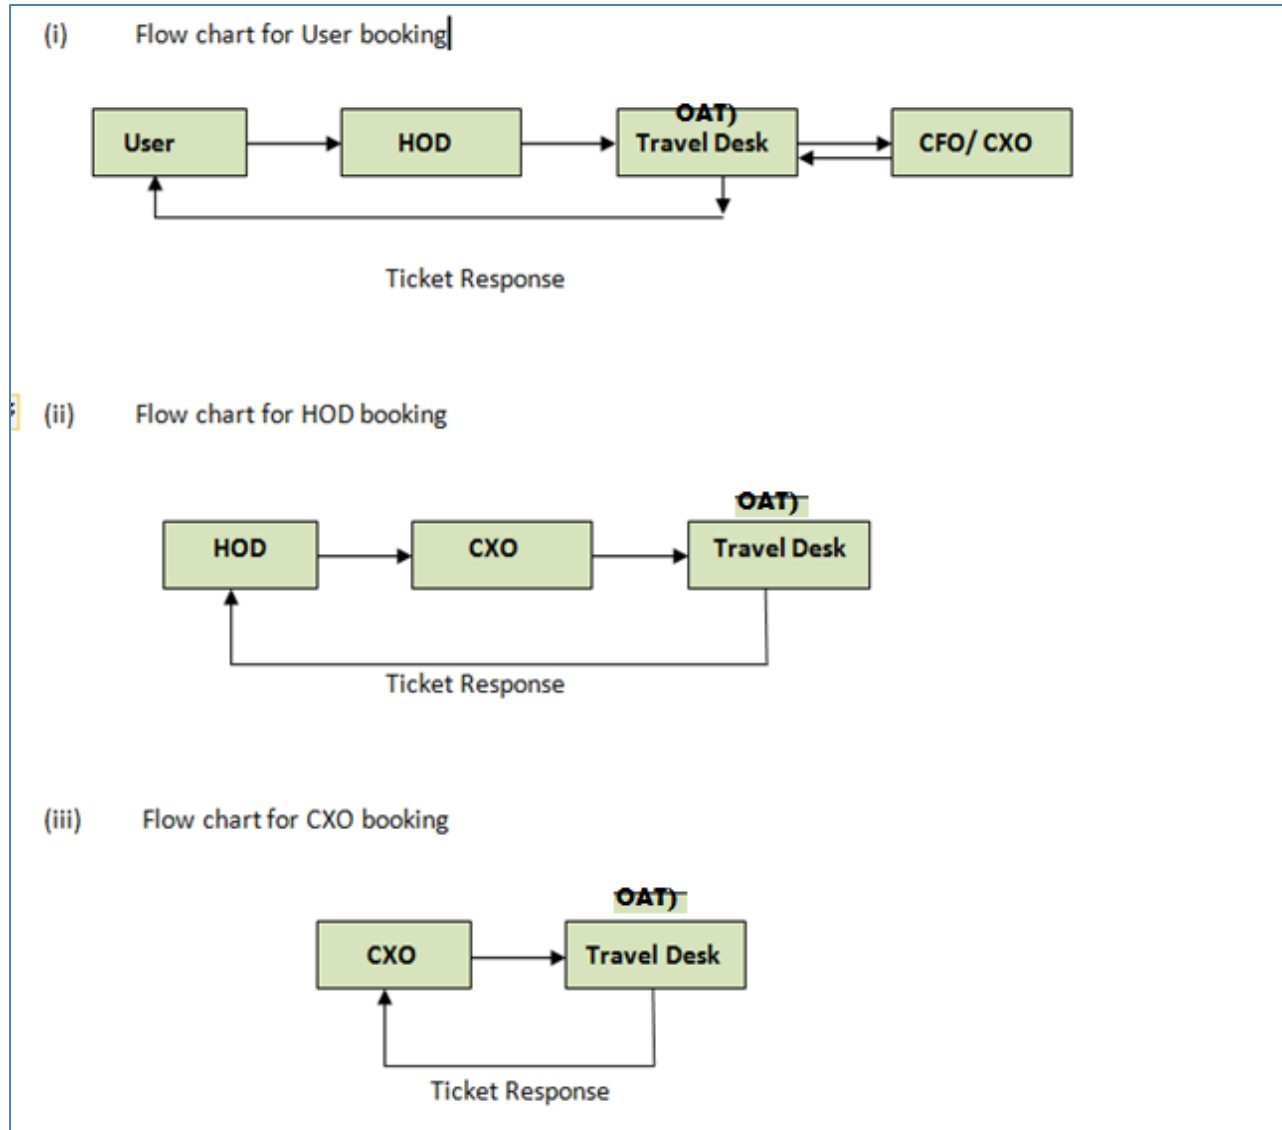 (i) Flow chart for User booking
OAT)
User HOD Travel Desk CFO/ CXO
Ticket Response
(ii) Flow chart for HOD booking
OAT)
HOD CXO Travel Desk
Ticket Response
(iii) Flow chart for CXO booking
OAT)
CXO Travel Desk
Ticket Response